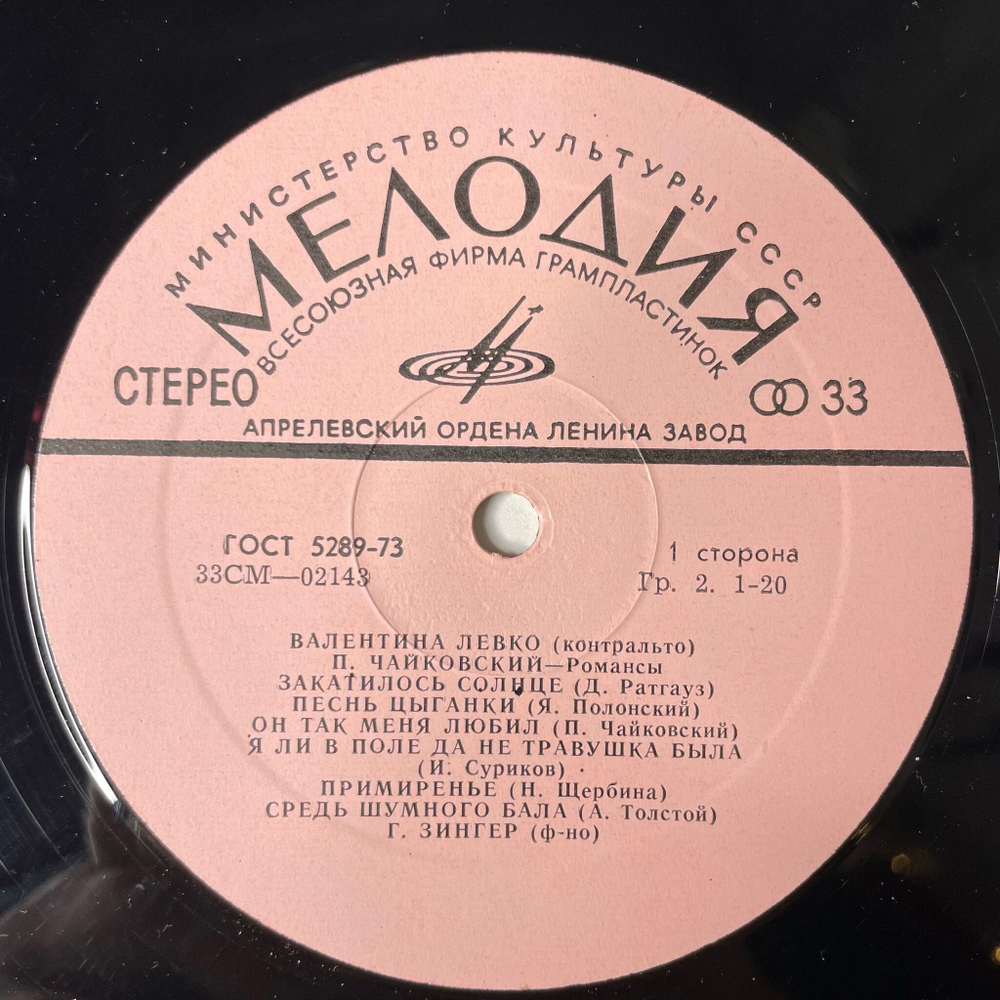 МИНИСТЕРСТВО КУЛЬТУРЫ СССР
МЕЛОДИЯ
ВСЕСОЮЗНАЯ ФИРМА ГРАМПЛАСТИНОК
СТЕРЕО
33
АПРЕЛЕВСКИЙ ОРДЕНА ЛЕНИНА ЗАВОД
ГОСТ 5289-73
1 сторона
33СМ—02143
Гр. 2. 1-20
ВАЛЕНТИНА ЛЕВКО (контральто)
П. ЧАЙКОВСКИЙ—Романсы
ЗАКАТИЛОСЬ СОЛНЦЕ (Д. Ратгауз)
ПЕСНЬ ЦЫГАНКИ (Я. Полонский)
ОН ТАК МЕНЯ ЛЮБИЛ (П. Чайковский)
Я ЛИ В ПОЛЕ ДА НЕ ТРАВУШКА БЫЛА
(И. Суриков)
ПРИМИРЕНЬЕ (Н. Щербина)
СРЕДЬ ШУМНОГО БАЛА (А. Толстой)
Г. ЗИНГЕР (ф-но)